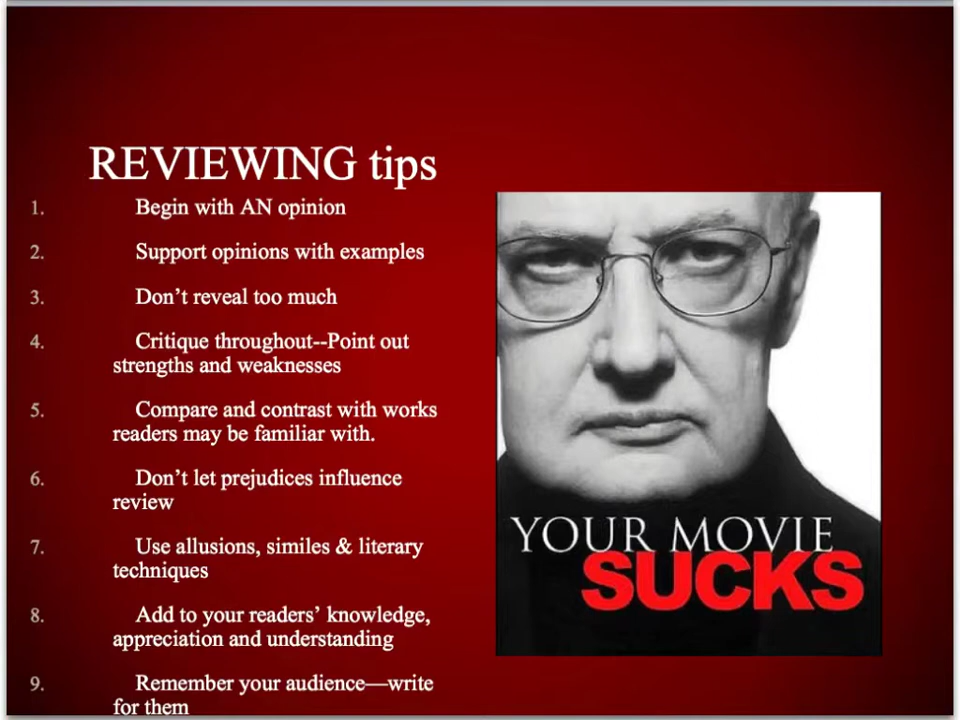 REVIEWING tips
1. Begin with AN opinion
2. Support opinions with examples
3. Don’t reveal too much
4. Critique throughout--Point out
strengths and weaknesses
5. Compare and contrast with works
readers may be familiar with.
6. Don’t let prejudices influence
review
7. Use allusions, similes & literary
techniques
8. Add to your readers’ knowledge,
appreciation and understanding
9. Remember your audience—write
for them
YOUR MOVIE
SUCKS